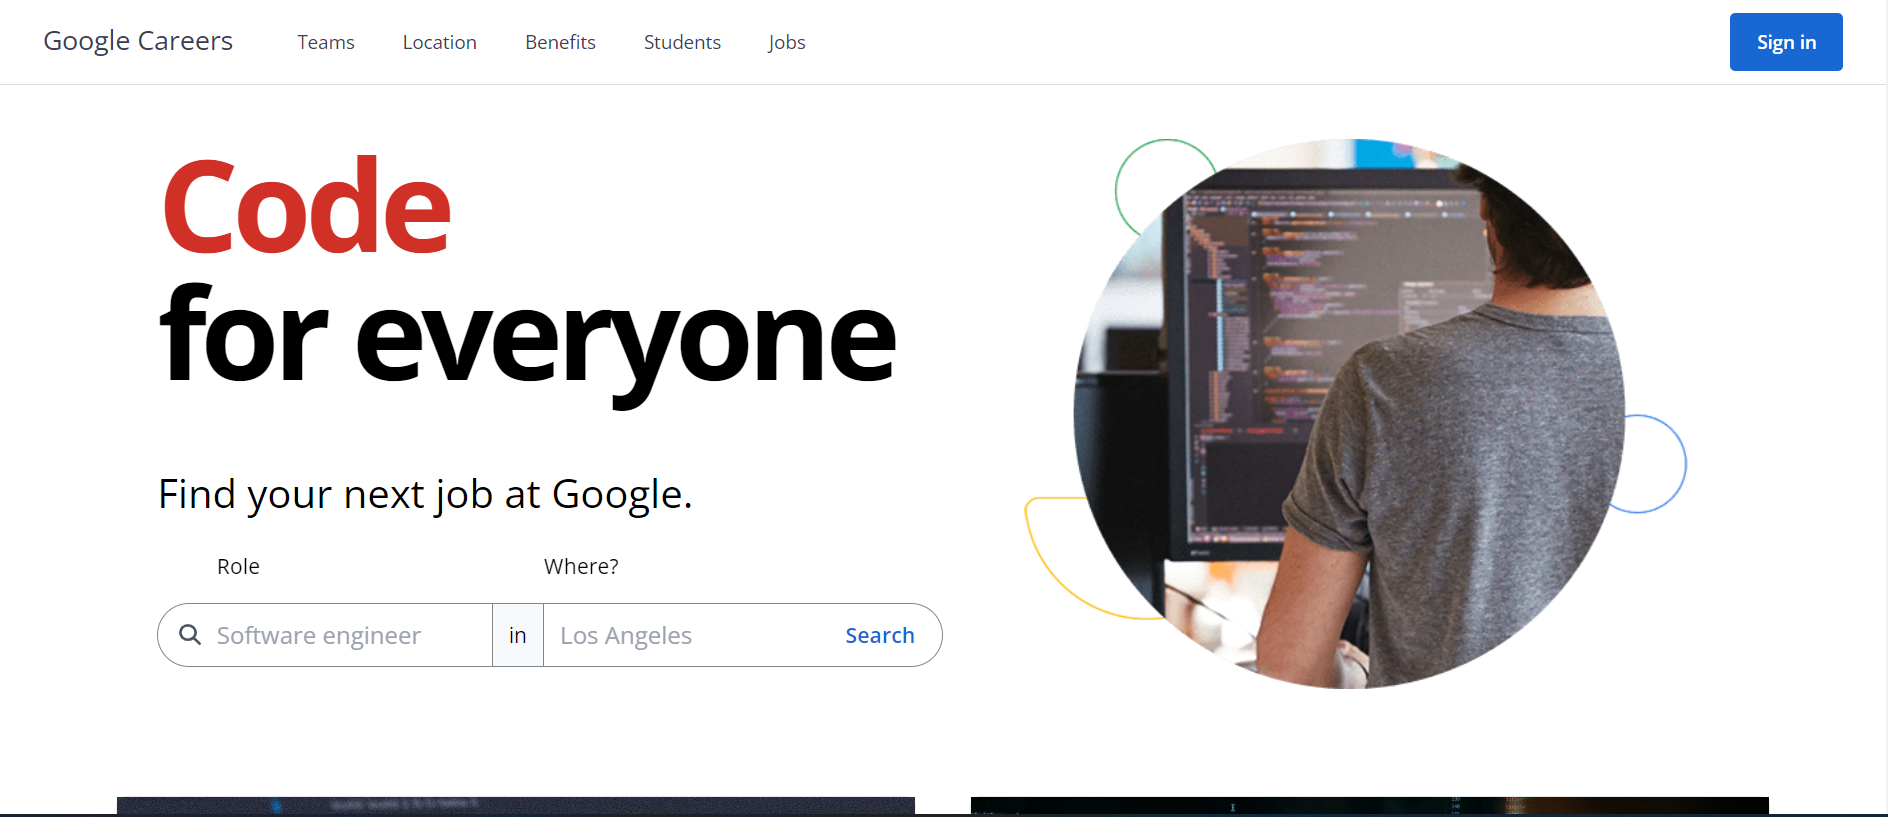 Google Careers Teams Location Benefits Students Jobs Sign in
Code
for everyone
Find your next job at Google.
Role Where?
Software engineer in Los Angeles Search